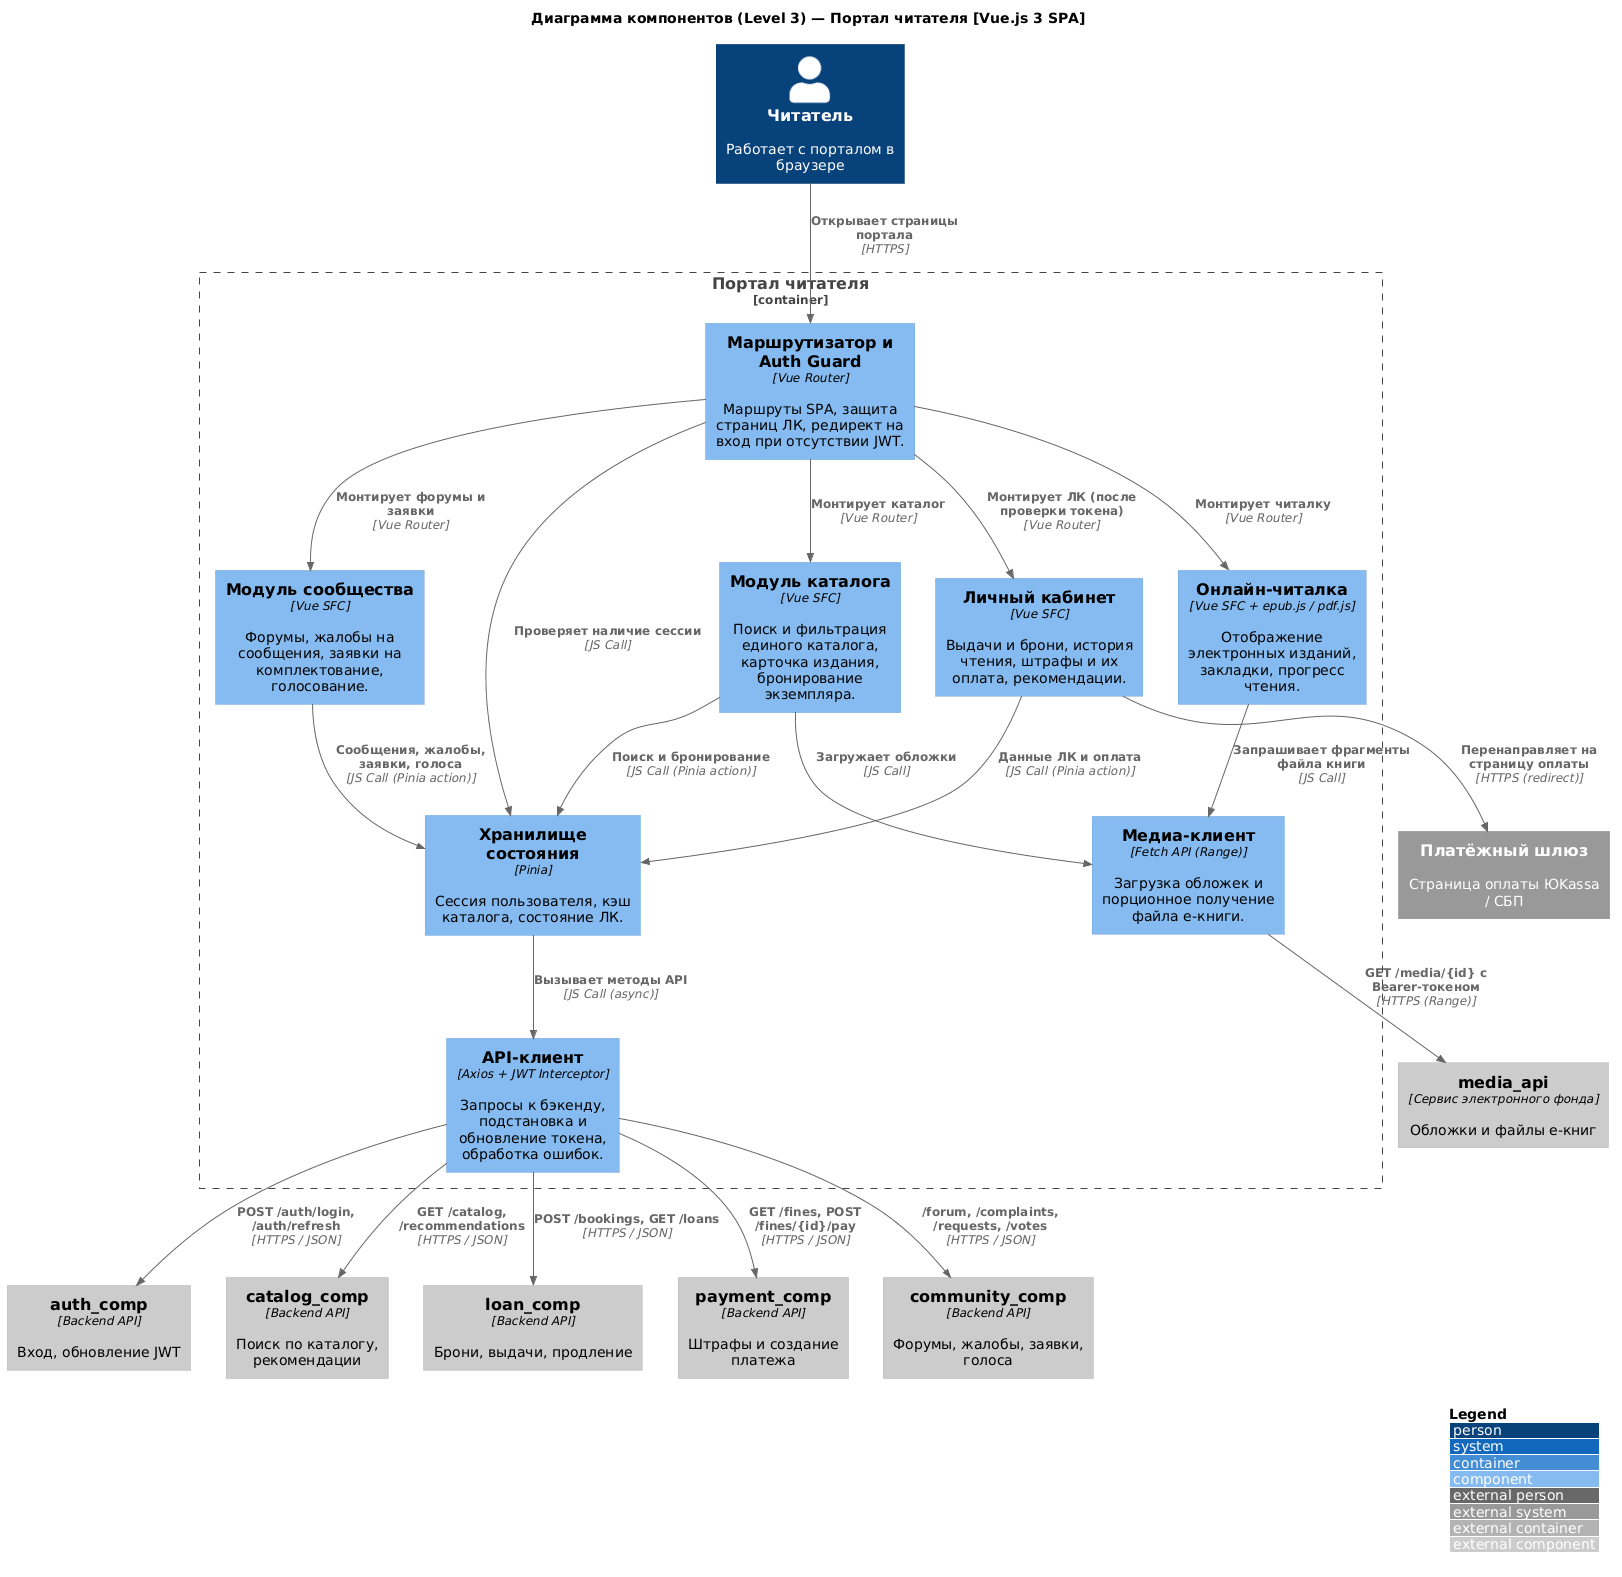 Диаграмма компонентов (Level 3) — Портал читателя [Vue.js 3 SPA]
Читатель
Работает с порталом в
браузере
Открывает страницы
портала
[HTTPS]
Портал читателя
[container]
Маршрутизатор и
Auth Guard
[Vue Router]
Маршруты SPA, защита
страниц ЛК, редирект на
вход при отсутствии JWT.
Монтирует форумы и
заявки
[Vue Router]
Монтирует каталог
[Vue Router]
Монтирует ЛК (после
проверки токена)
[Vue Router]
Монтирует читалку
[Vue Router]
Модуль сообщества
[Vue SFC]
Форумы, жалобы на
сообщения, заявки на
комплектование,
голосование.
Проверяет наличие сессии
[JS Call]
Модуль каталога
[Vue SFC]
Поиск и фильтрация
единого каталога,
карточка издания,
бронирование
экземпляра.
Личный кабинет
[Vue SFC]
Выдачи и брони, история
чтения, штрафы и их
оплата, рекомендации.
Онлайн-читалка
[Vue SFC + epub.js / pdf.js]
Отображение
электронных изданий,
закладки, прогресс
чтения.
Сообщения, жалобы,
заявки, голоса
[JS Call (Pinia action)]
Поиск и бронирование
[JS Call (Pinia action)]
Загружает обложки
[JS Call]
Данные ЛК и оплата
[JS Call (Pinia action)]
Запрашивает фрагменты
файла книги
[JS Call]
Перенаправляет на
страницу оплаты
[HTTPS (redirect)]
Хранилище
состояния
[Pinia]
Сессия пользователя, кэш
каталога, состояние ЛК.
Медиа-клиент
[Fetch API (Range)]
Загрузка обложек и
порционное получение
файла е-книги.
Платёжный шлюз
Страница оплаты ЮKassa
/ СБП
Вызывает методы API
[JS Call (async)]
GET /media/{id} с
Bearer-токеном
[HTTPS (Range)]
API-клиент
[Axios + JWT Interceptor]
Запросы к бэкенду,
подстановка и
обновление токена,
обработка ошибок.
media_api
[Сервис электронного фонда]
Обложки и файлы е-книг
POST /auth/login,
/auth/refresh
[HTTPS / JSON]
GET /catalog,
/recommendations
[HTTPS / JSON]
POST /bookings, GET /loans
[HTTPS / JSON]
GET /fines, POST
/fines/{id}/pay
[HTTPS / JSON]
/forum, /complaints,
/requests, /votes
[HTTPS / JSON]
auth_comp
[Backend API]
Вход, обновление JWT
catalog_comp
[Backend API]
Поиск по каталогу,
рекомендации
loan_comp
[Backend API]
Брони, выдачи, продление
payment_comp
[Backend API]
Штрафы и создание
платежа
community_comp
[Backend API]
Форумы, жалобы, заявки,
голоса
Legend
person
system
container
component
external person
external system
external container
external component